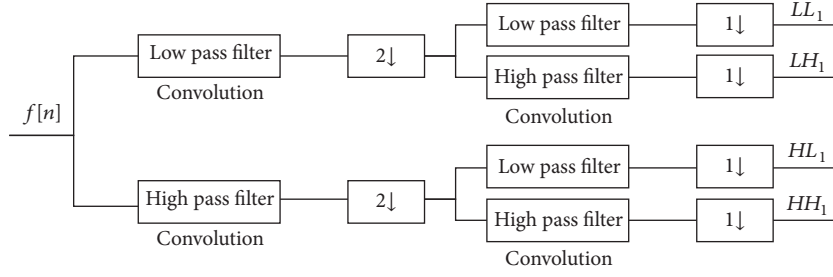 Low pass filter 1↓ LL₁
Low pass filter 2↓
Convolution
High pass filter 1↓ LH₁
Convolution
f[n]
Low pass filter 1↓ HL₁
High pass filter 2↓
Convolution
High pass filter 1↓ HH₁
Convolution